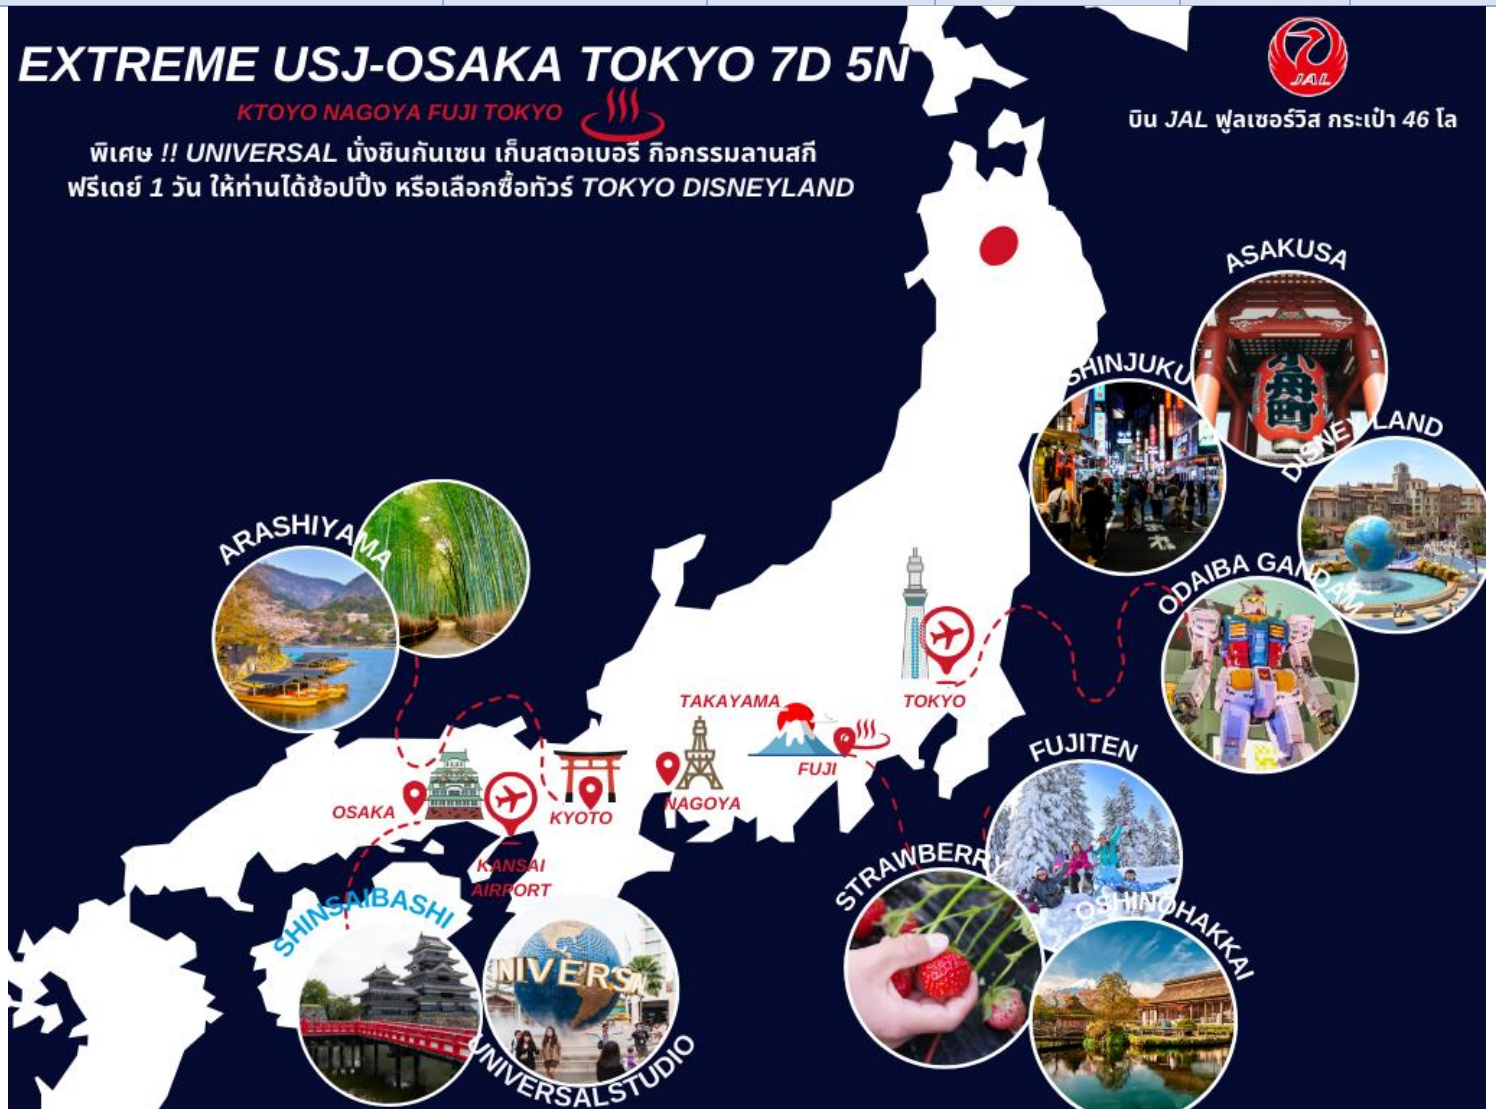 EXTREME USJ-OSAKA TOKYO 7D 5N
KTOYO NAGOYA FUJI TOKYO
พิเศษ !! UNIVERSAL นั่งชินกันเซน เก็บสตอเบอรี่ กิจกรรมลานสกี
ฟรีเดย์ 1 วัน ให้ท่านได้ช้อปปิ้ง หรือเลือกซื้อทัวร์ TOKYO DISNEYLAND
JAL
บิน JAL ฟูลเซอร์วิส กระเป๋า 46 โล
ASAKUSA
SHINJUKU
小舟町
DISNEYLAND
ARASHIYAMA
ODAIBA GANDAM
TAKAYAMA
TOKYO
FUJI
FUJITEN
NAGOYA
OSAKA
KYOTO
KANSAI
AIRPORT
STRAWBERRY
SHINSAIBASHI
OSHINOHAKKAI
UNIVERSA
UNIVERSALSTUDIO